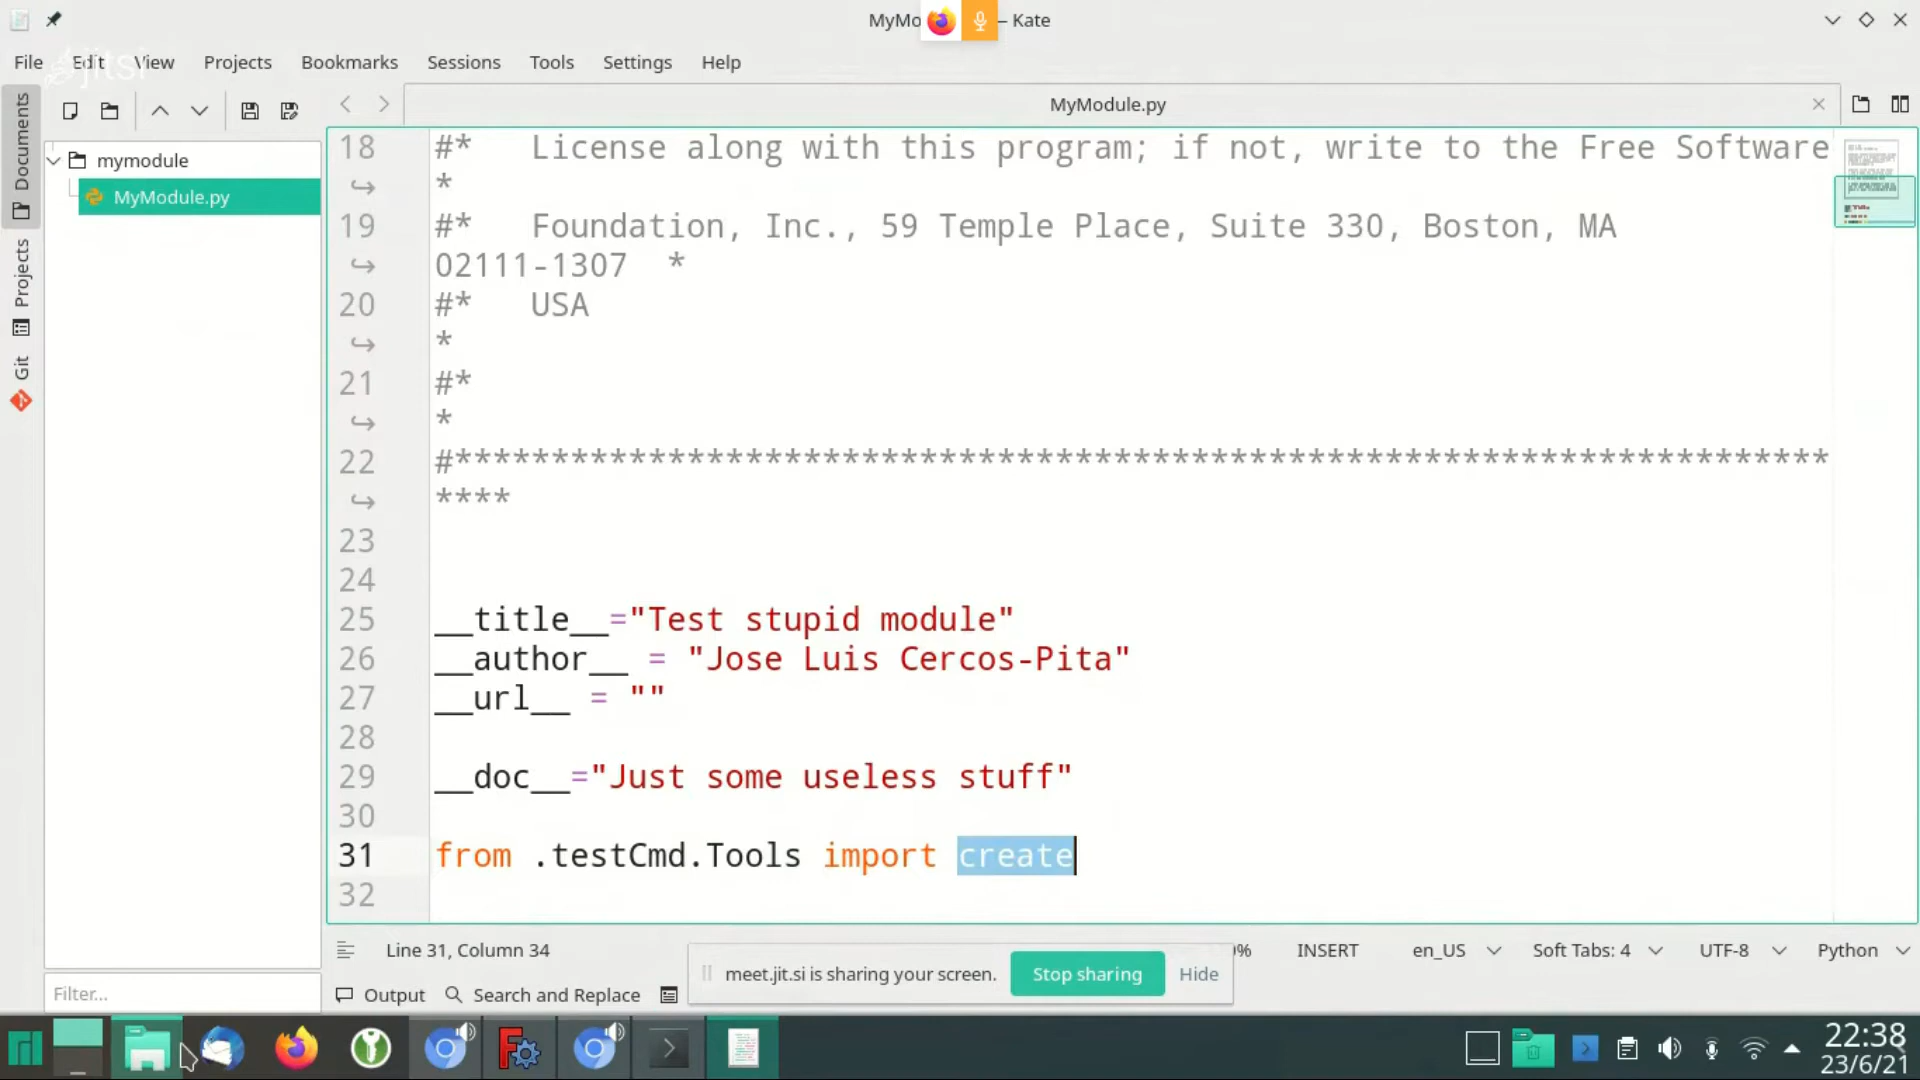 MyMo
– Kate
File Edit View Projects Bookmarks Sessions Tools Settings Help
jitsi
MyModule.py
Documents
Projects
Git
mymodule
MyModule.py
18 #*   License along with this program; if not, write to the Free Software
*
19 #*   Foundation, Inc., 59 Temple Place, Suite 330, Boston, MA
02111-1307  *
20 #*   USA
*
21 #*
*
22 #***********************************************************************
****
23
24
25 __title__="Test stupid module"
26 __author__ = "Jose Luis Cercos-Pita"
27 __url__ = ""
28
29 __doc__="Just some useless stuff"
30
31 from .testCmd.Tools import create
32
Line 31, Column 34
0%
INSERT
en_US
Soft Tabs: 4
UTF-8
Python
meet.jit.si is sharing your screen.
Stop sharing
Hide
Filter...
Output
Search and Replace
22:38
23/6/21